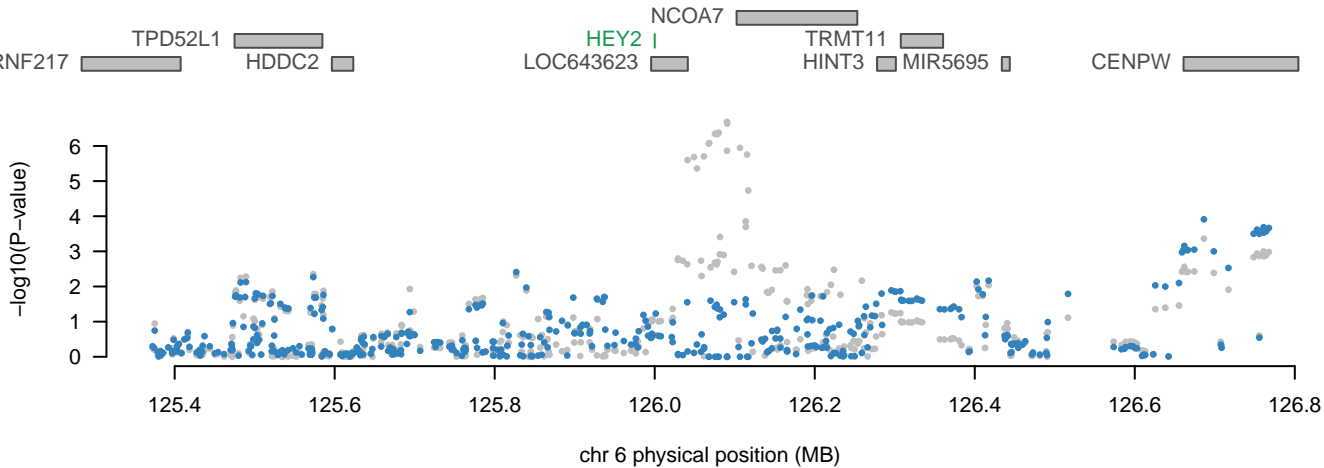 NCOA7
TPD52L1 HEY2 TRMT11
RNF217 HDDC2 LOC643623 HINT3 MIR5695 CENPW
−log10(P−value)
6
5
4
3
2
1
0
125.4 125.6 125.8 126.0 126.2 126.4 126.6 126.8
chr 6 physical position (MB)